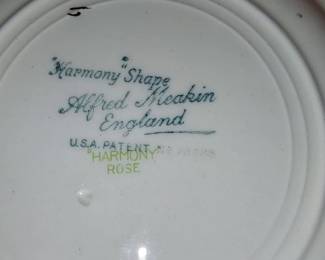 "Harmony" Shape
Alfred Meakin
England
U.S.A. PATENT
"HARMONY"
ROSE